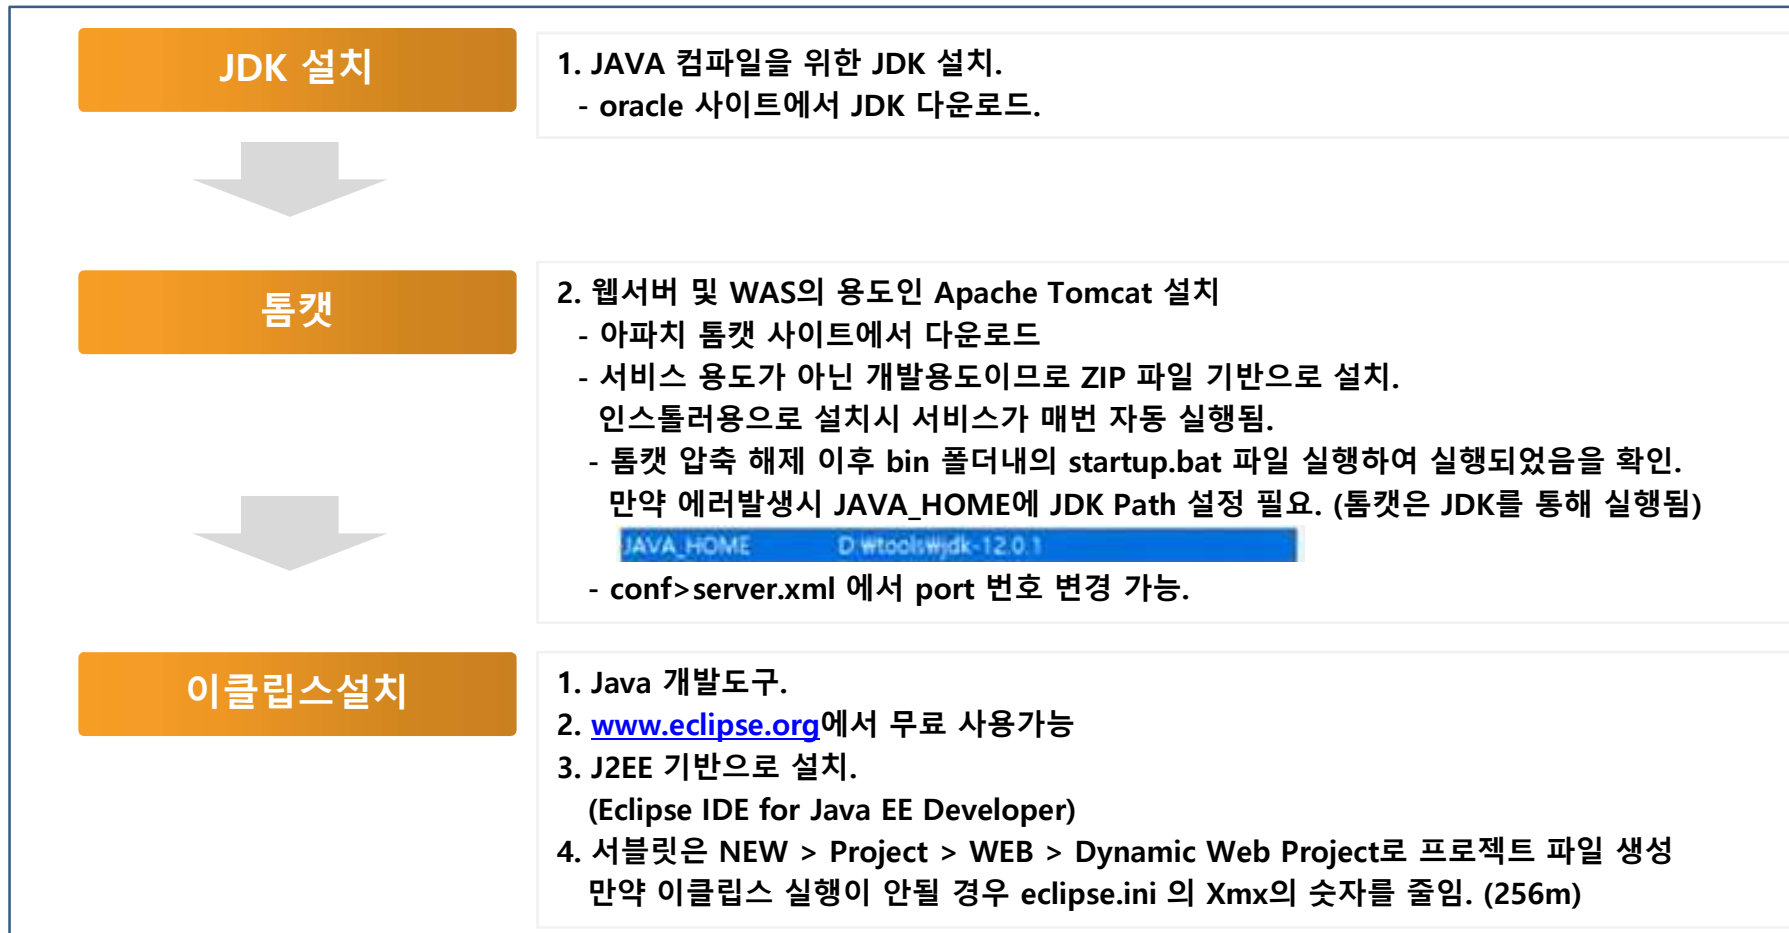 JDK 설치
1. JAVA 컴파일을 위한 JDK 설치.
- oracle 사이트에서 JDK 다운로드.
톰캣
2. 웹서버 및 WAS의 용도인 Apache Tomcat 설치
- 아파치 톰캣 사이트에서 다운로드
- 서비스 용도가 아닌 개발용도이므로 ZIP 파일 기반으로 설치.
인스톨러용으로 설치시 서비스가 매번 자동 실행됨.
- 톰캣 압축 해제 이후 bin 폴더내의 startup.bat 파일 실행하여 실행되었음을 확인.
만약 에러발생시 JAVA_HOME에 JDK Path 설정 필요. (톰캣은 JDK를 통해 실행됨)
JAVA_HOME D:₩tools₩jdk-12.0.1
- conf>server.xml 에서 port 번호 변경 가능.
이클립스설치
1. Java 개발도구.
2. www.eclipse.org에서 무료 사용가능
3. J2EE 기반으로 설치.
(Eclipse IDE for Java EE Developer)
4. 서블릿은 NEW > Project > WEB > Dynamic Web Project로 프로젝트 파일 생성
만약 이클립스 실행이 안될 경우 eclipse.ini 의 Xmx의 숫자를 줄임. (256m)